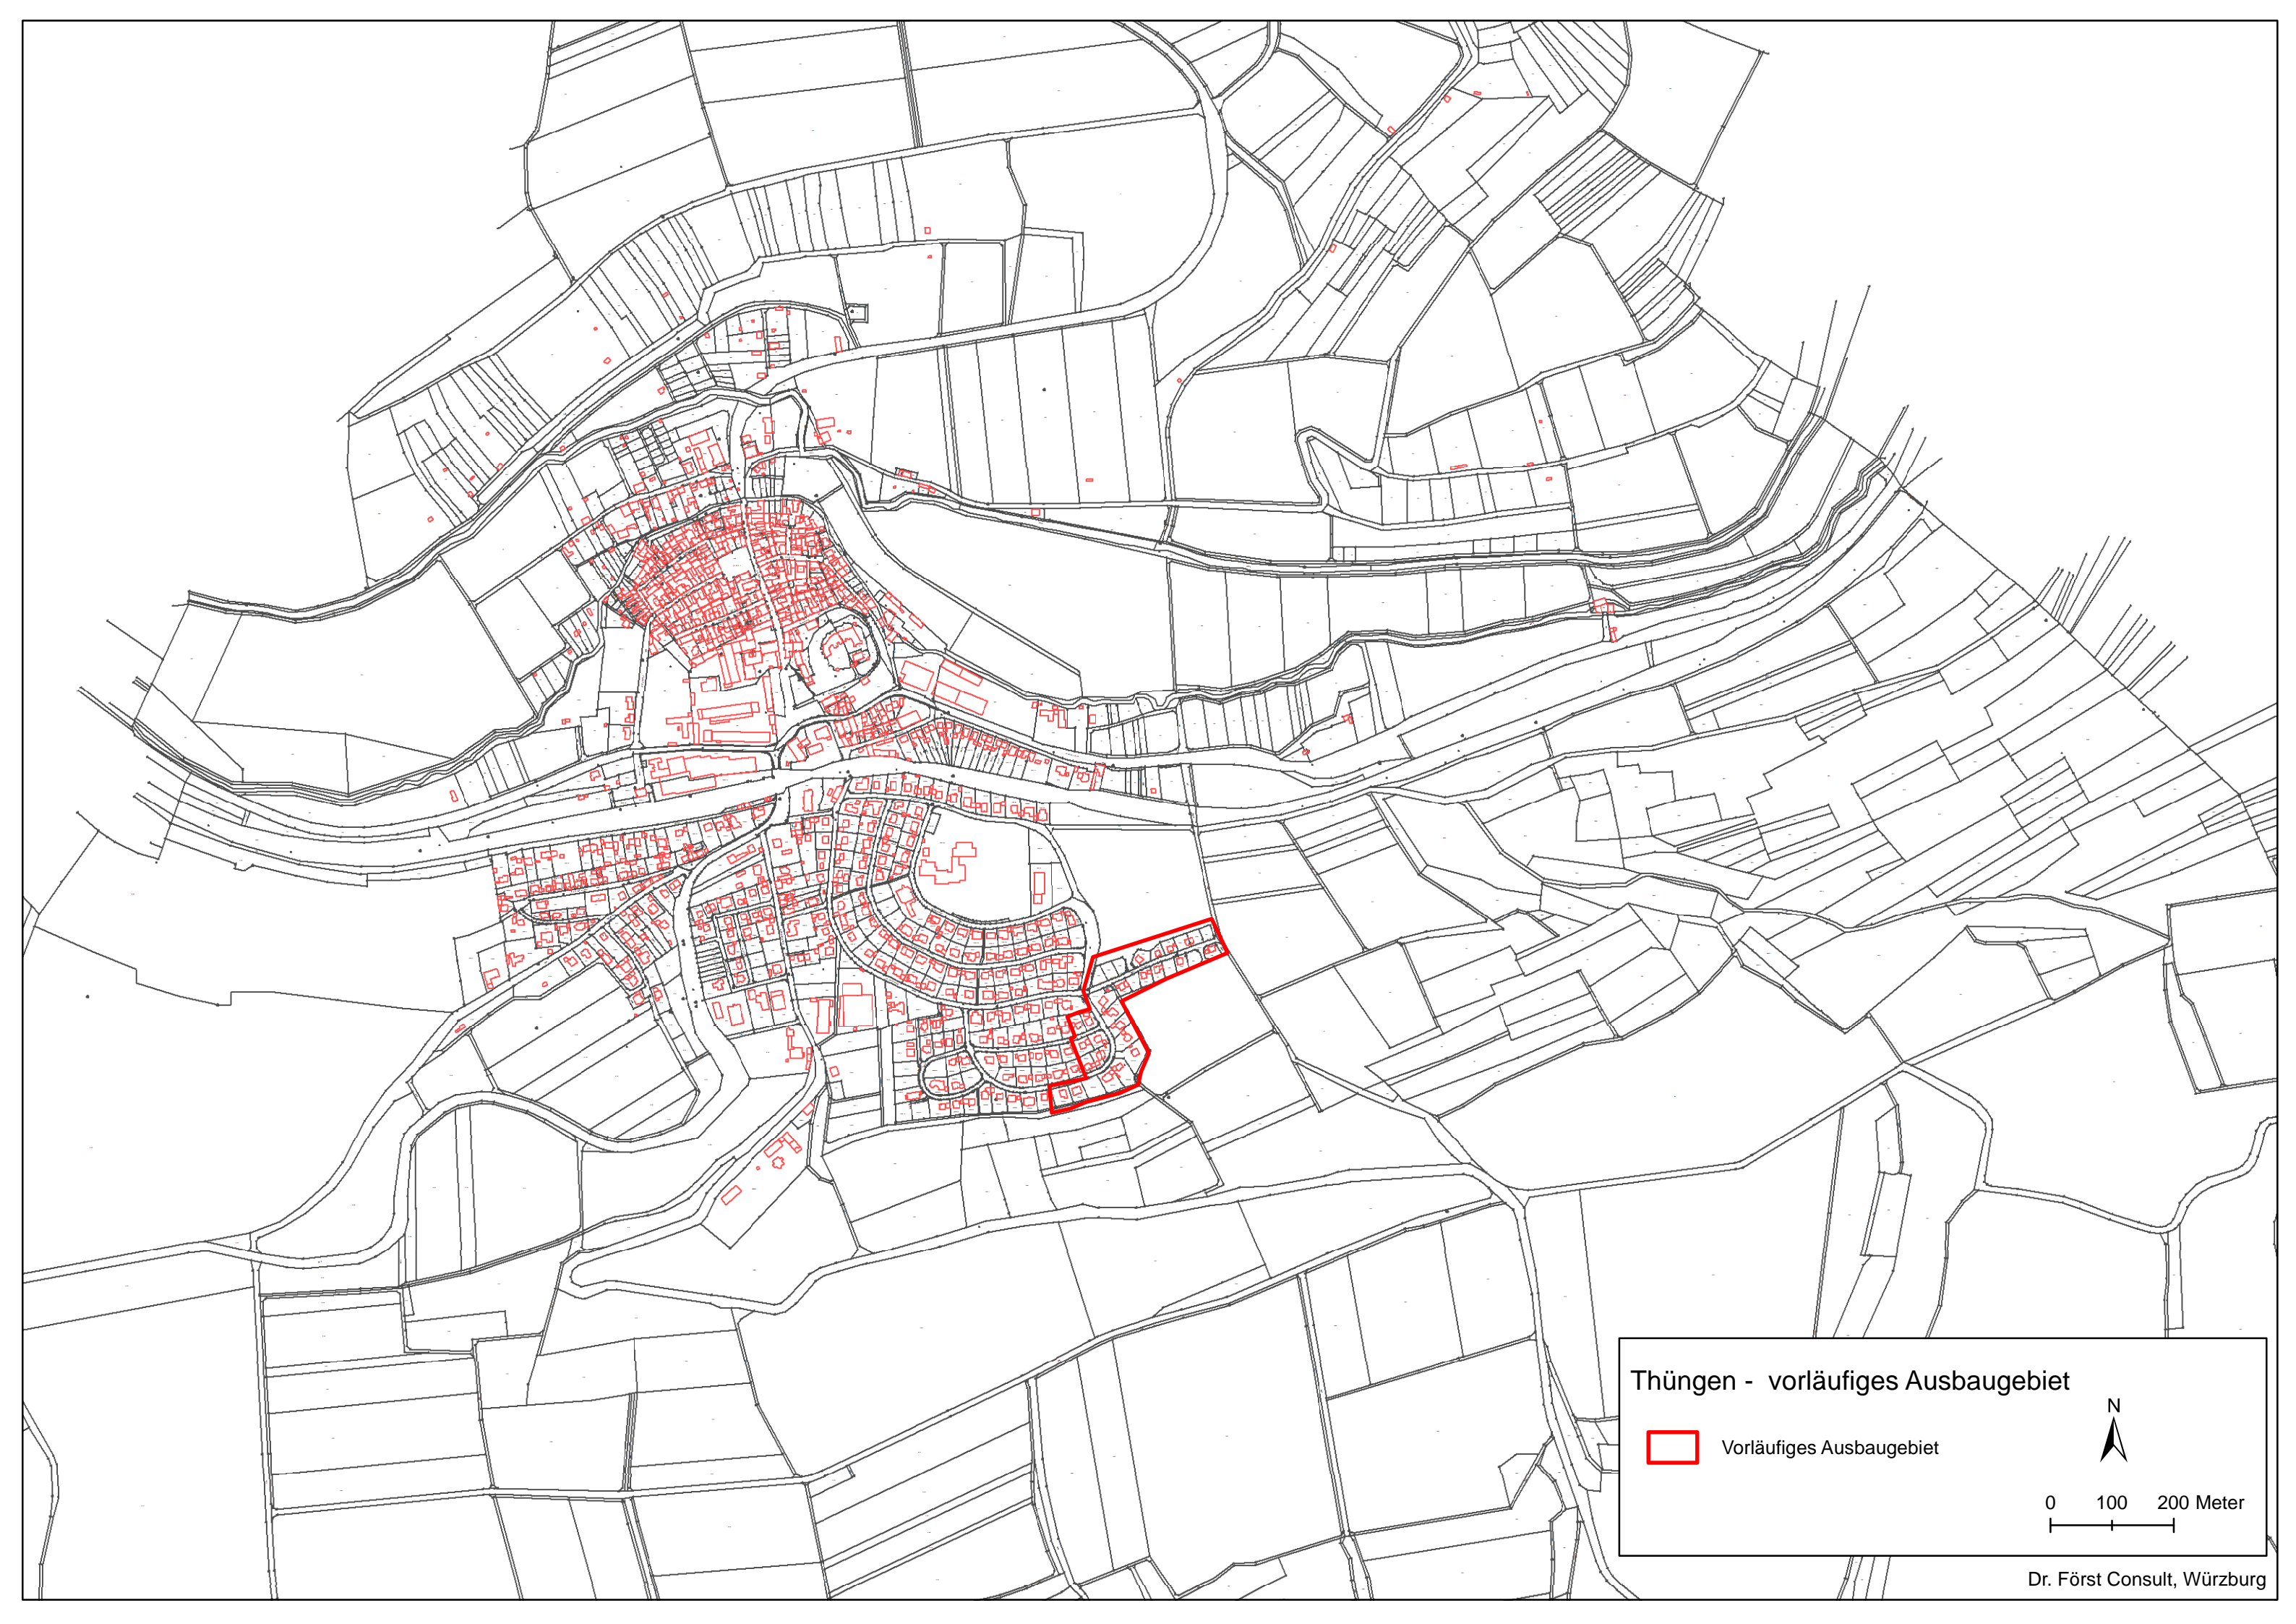 Thüngen - vorläufiges Ausbaugebiet
N
Vorläufiges Ausbaugebiet
0 100 200 Meter
Dr. Först Consult, Würzburg